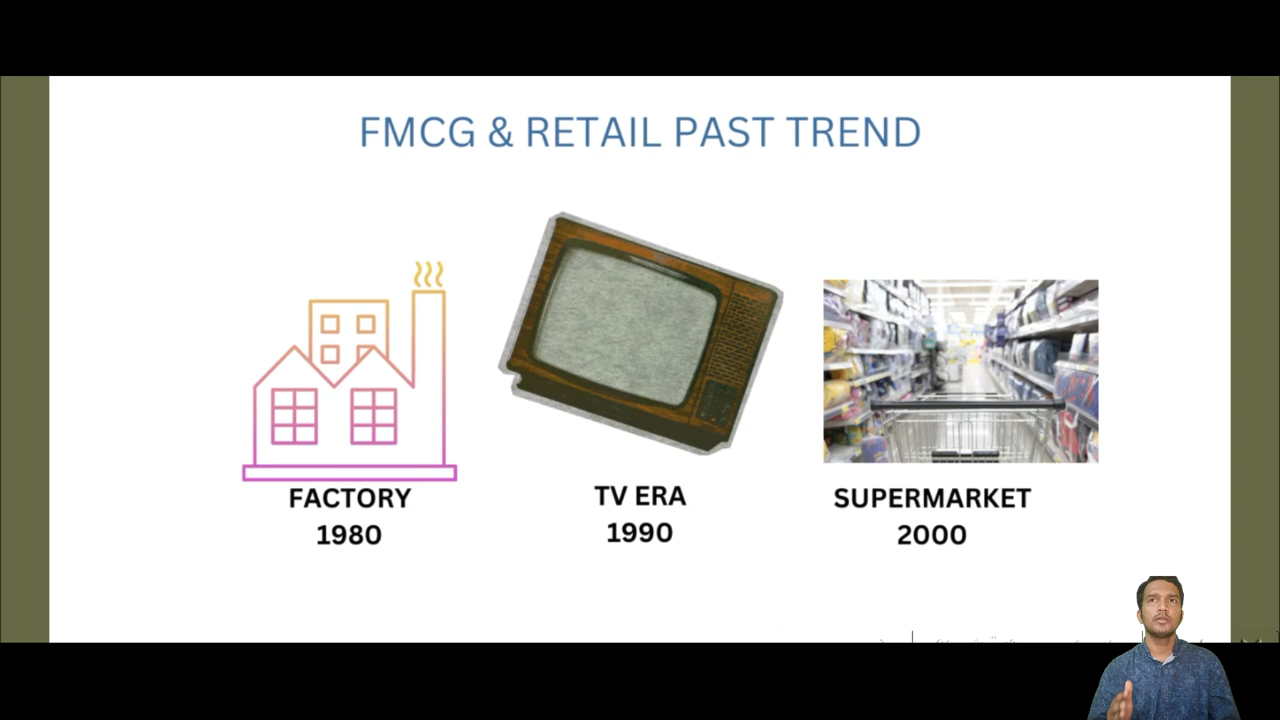 FMCG & RETAIL PAST TREND
FACTORY
1980
TV ERA
1990
SUPERMARKET
2000